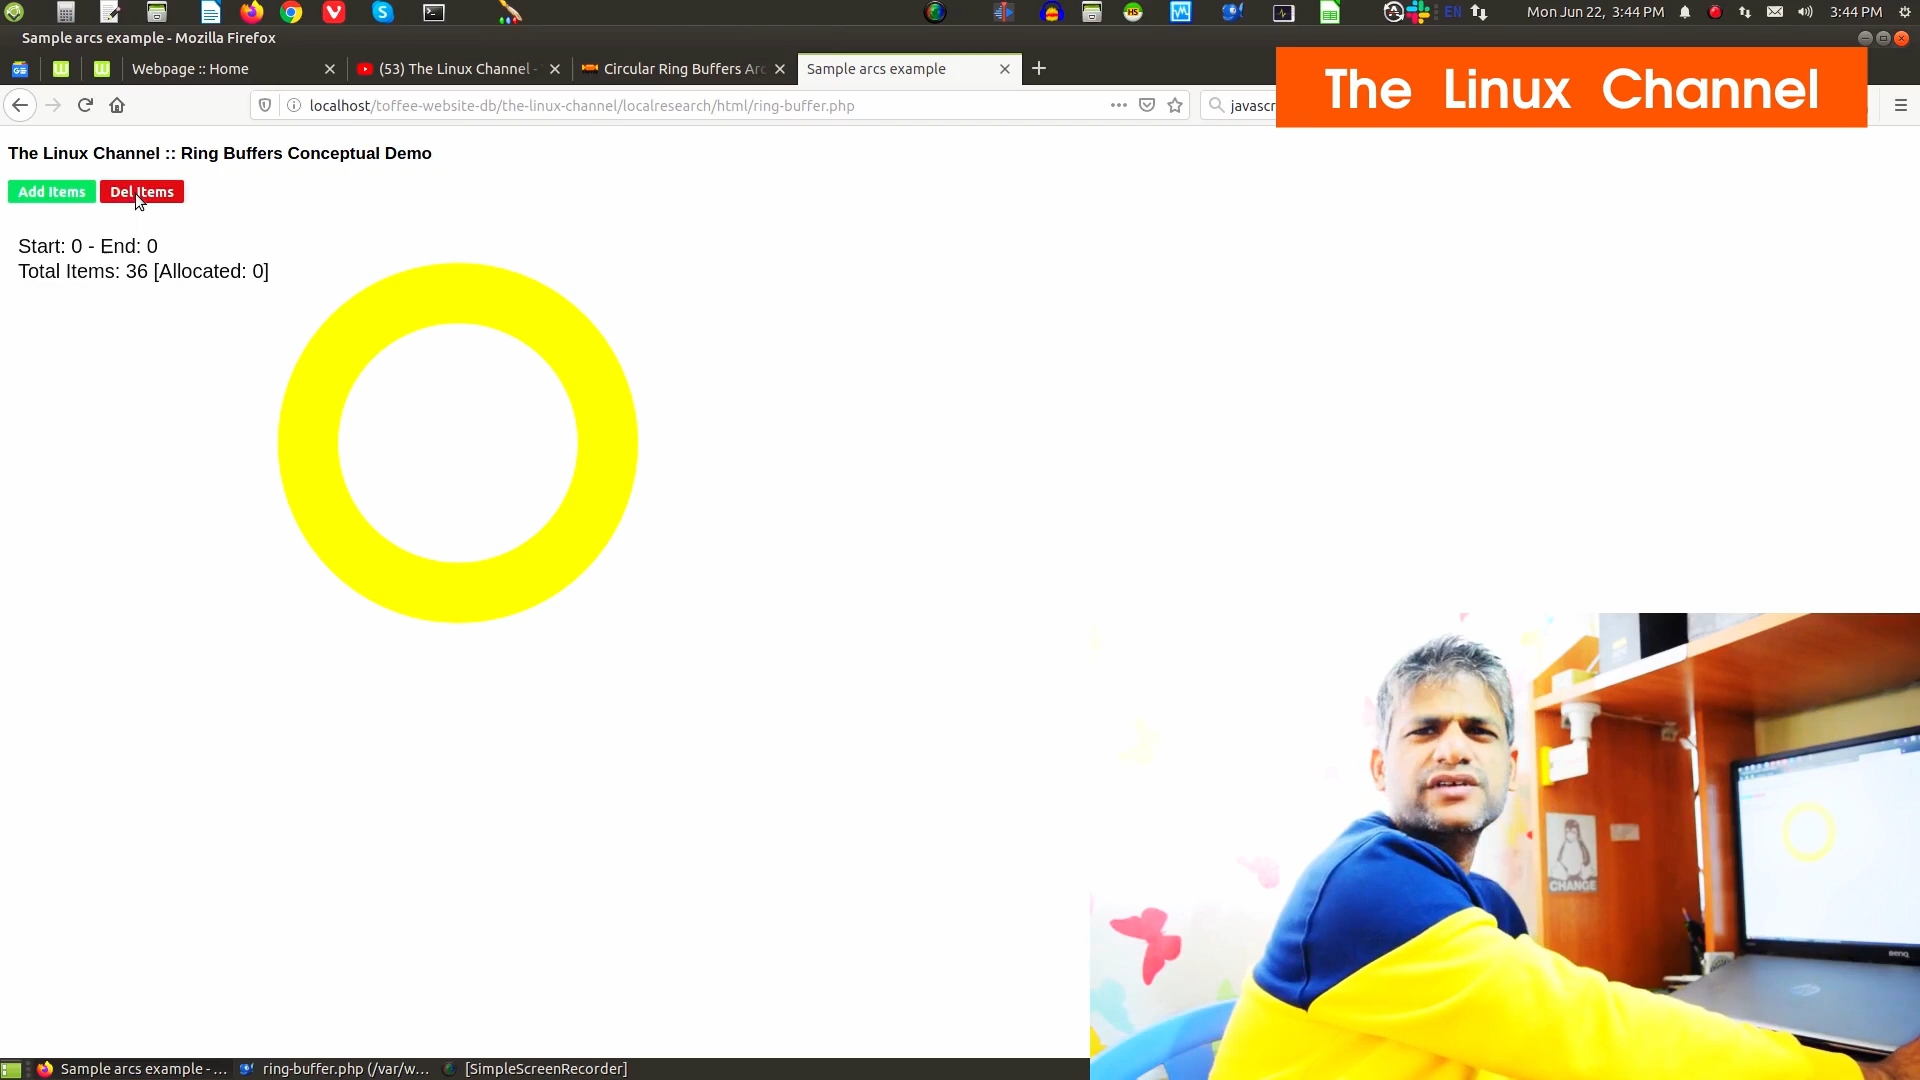 EN
Mon Jun 22, 3:44 PM
3:44 PM
Sample arcs example - Mozilla Firefox
Webpage :: Home
(53) The Linux Channel -
Circular Ring Buffers Arc
Sample arcs example
localhost/toffee-website-db/the-linux-channel/localresearch/html/ring-buffer.php
javascr
The Linux Channel
The Linux Channel :: Ring Buffers Conceptual Demo
Add Items
Del Items
Start: 0 - End: 0
Total Items: 36 [Allocated: 0]
CHANGE
BenQ
Sample arcs example - ...
ring-buffer.php (/var/w...
[SimpleScreenRecorder]